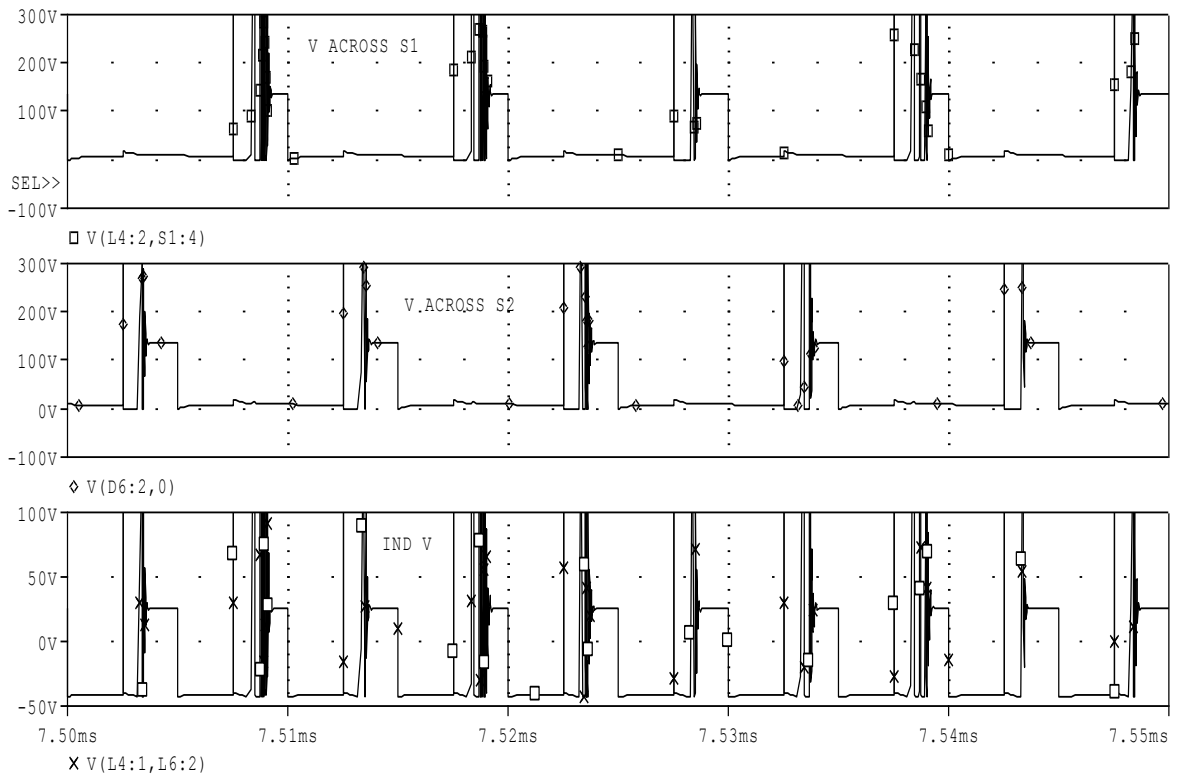 300V
V ACROSS S1
200V
100V
SEL>>
-100V
V(L4:2,S1:4)
300V
V ACROSS S2
200V
100V
0V
-100V
V(D6:2,0)
100V
IND V
50V
0V
-50V
7.50ms 7.51ms 7.52ms 7.53ms 7.54ms 7.55ms
V(L4:1,L6:2)